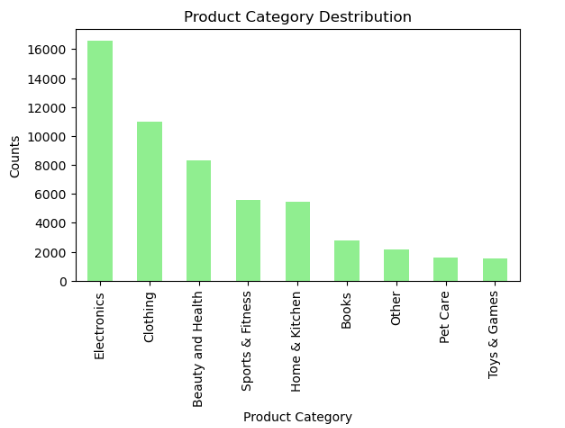 Product Category Destribution
16000
14000
12000
10000
8000
6000
4000
2000
0
Counts
Electronics
Clothing
Beauty and Health
Sports & Fitness
Home & Kitchen
Books
Other
Pet Care
Toys & Games
Product Category